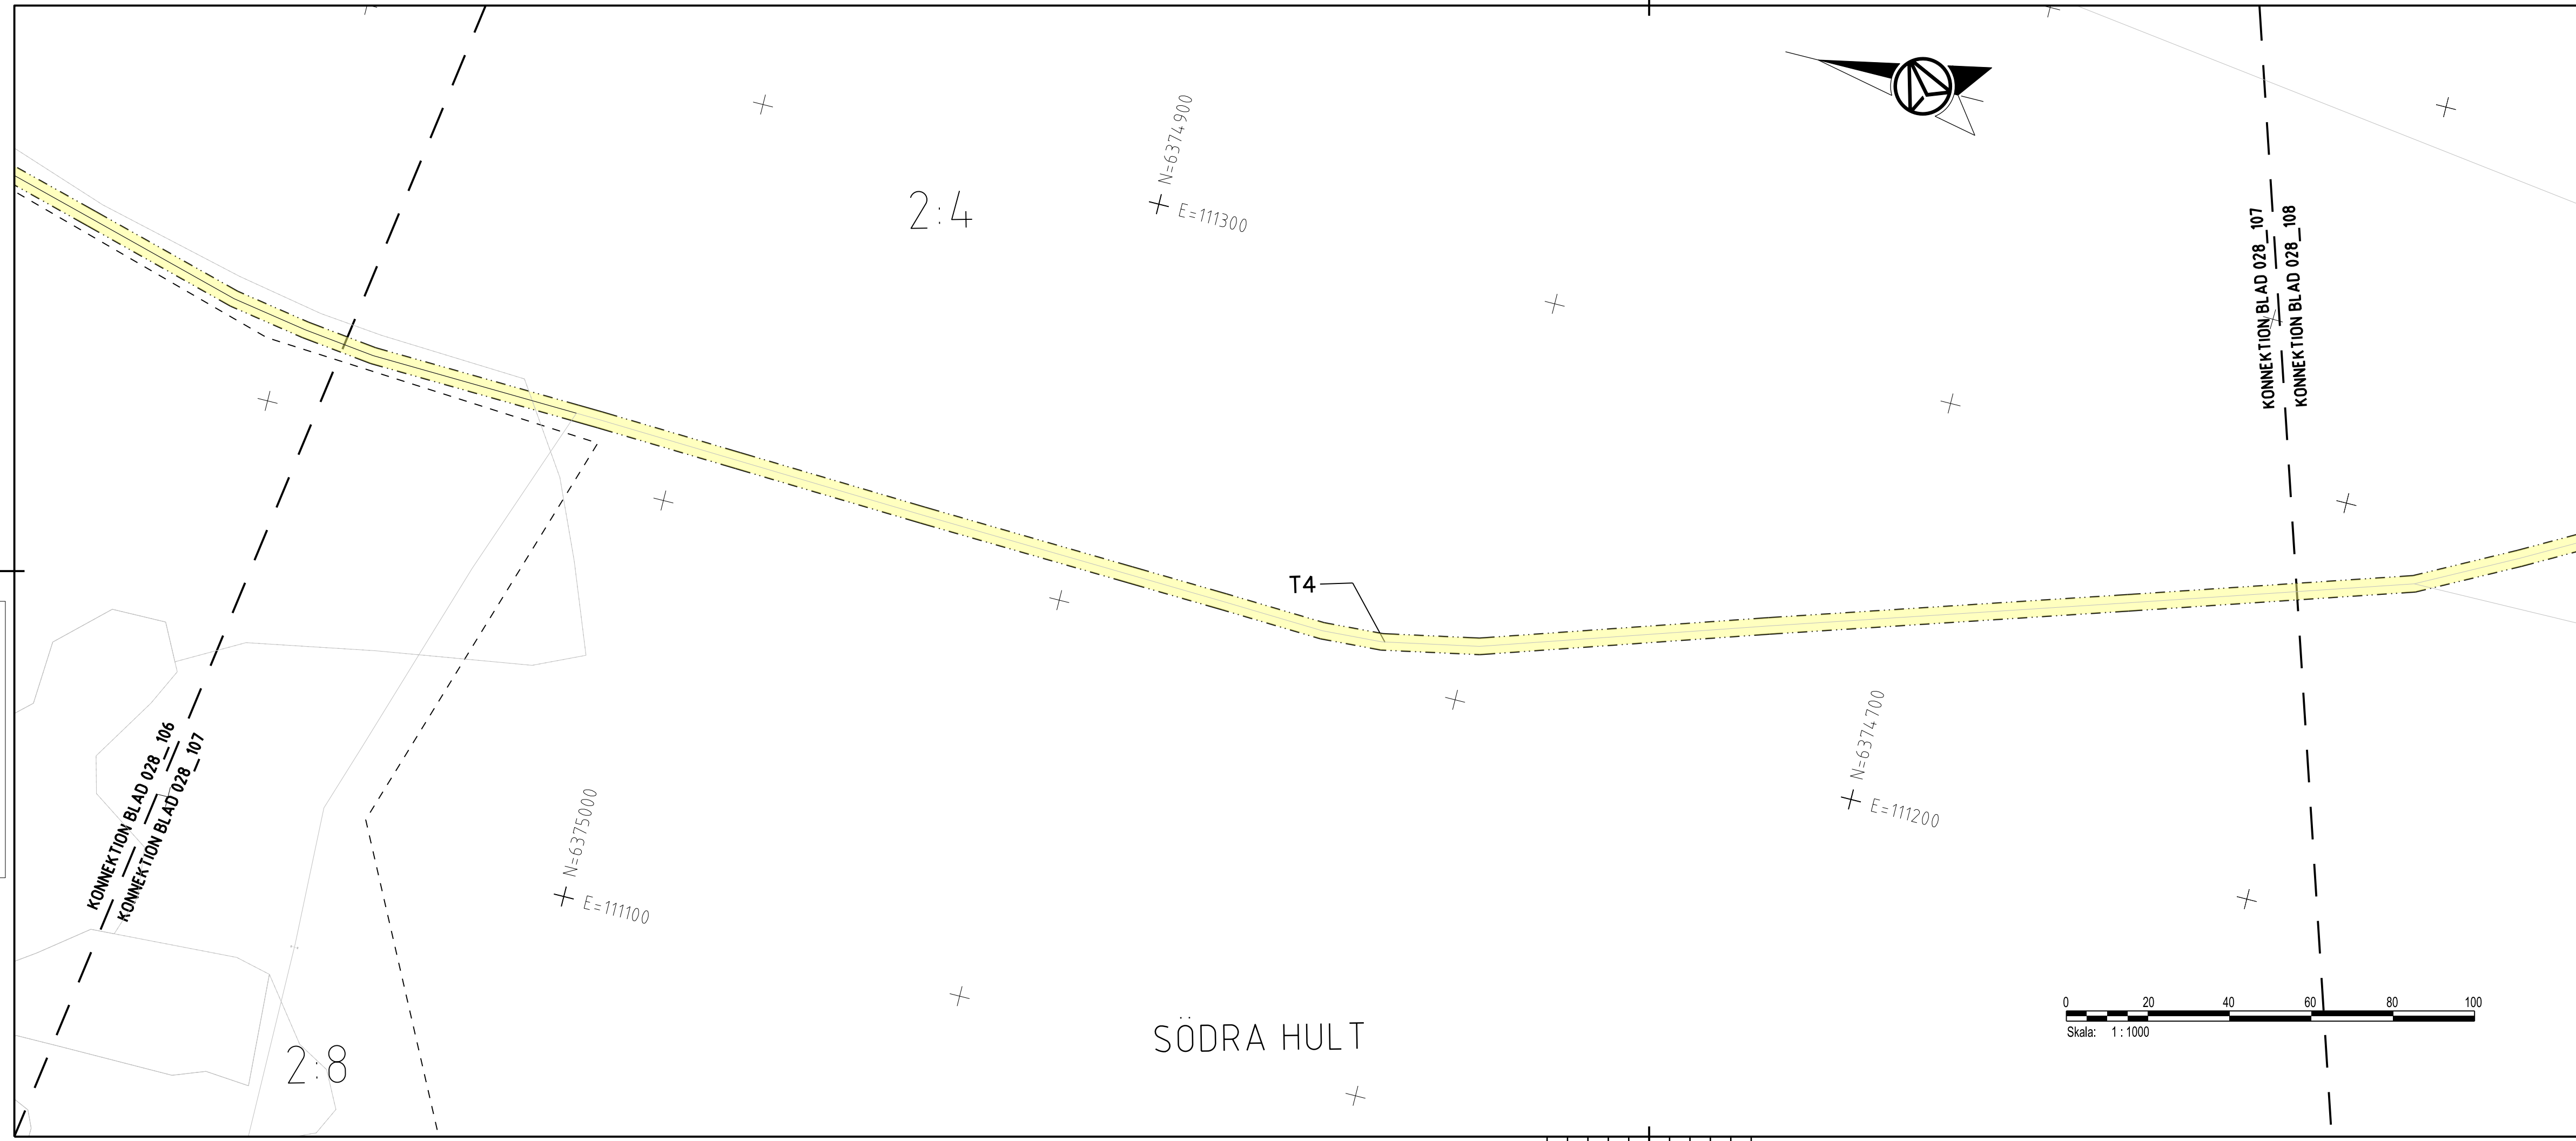 N=6374900
E=111300
2:4
KONNEKTION BLAD 028_107
KONNEKTION BLAD 028_108
T4
N=6374700
E=111200
KONNEKTION BLAD 028_106
KONNEKTION BLAD 028_107
N=6375000
E=111100
0 20 40 60 80 100
Skala: 1 : 1000
SÖDRA HULT
2:8